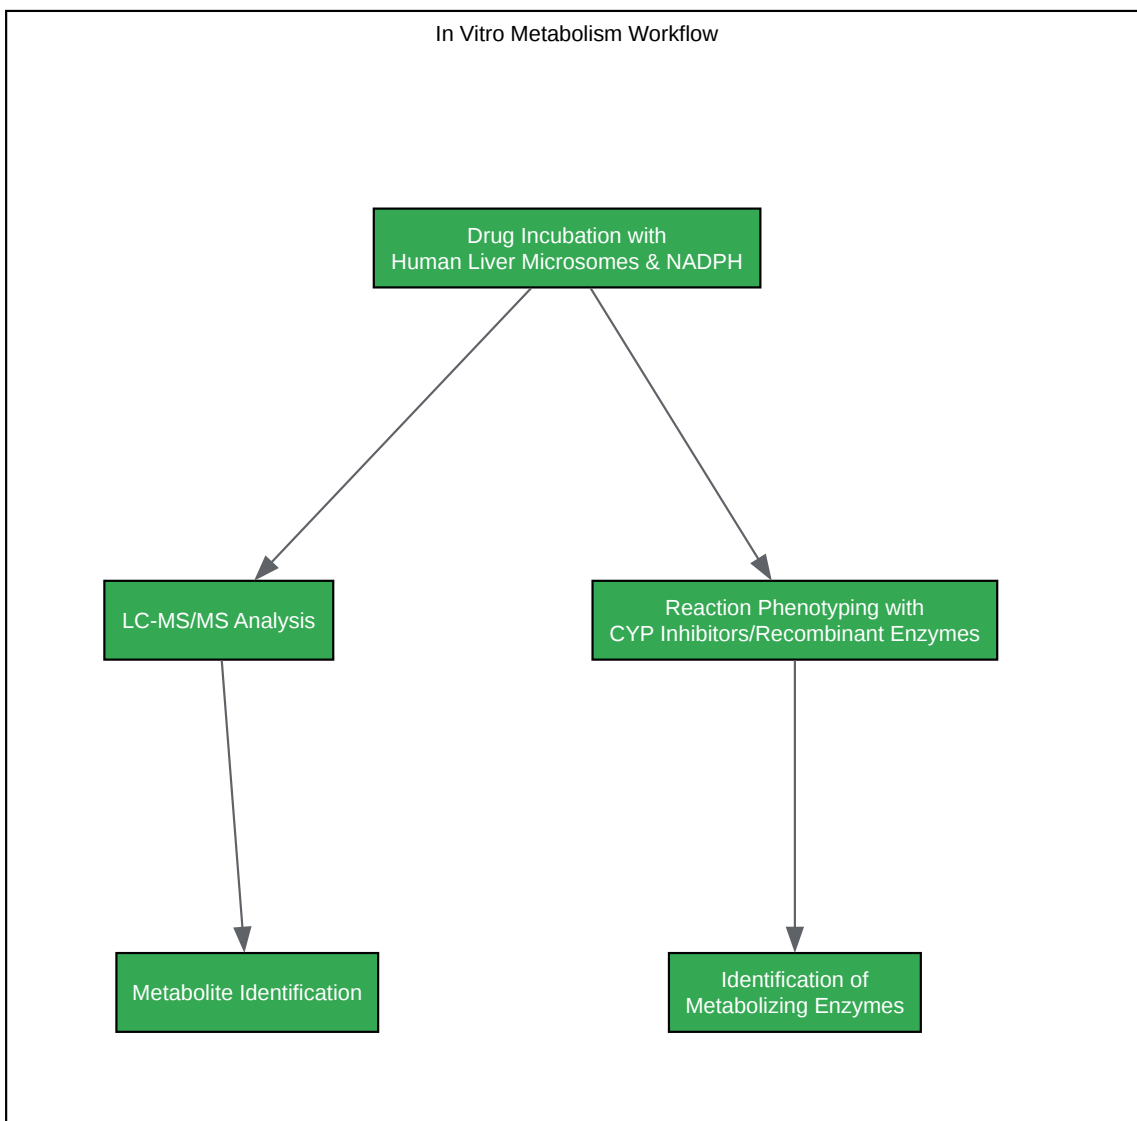 In Vitro Metabolism Workflow
Drug Incubation with
Human Liver Microsomes & NADPH
LC-MS/MS Analysis
Reaction Phenotyping with
CYP Inhibitors/Recombinant Enzymes
Metabolite Identification
Identification of
Metabolizing Enzymes